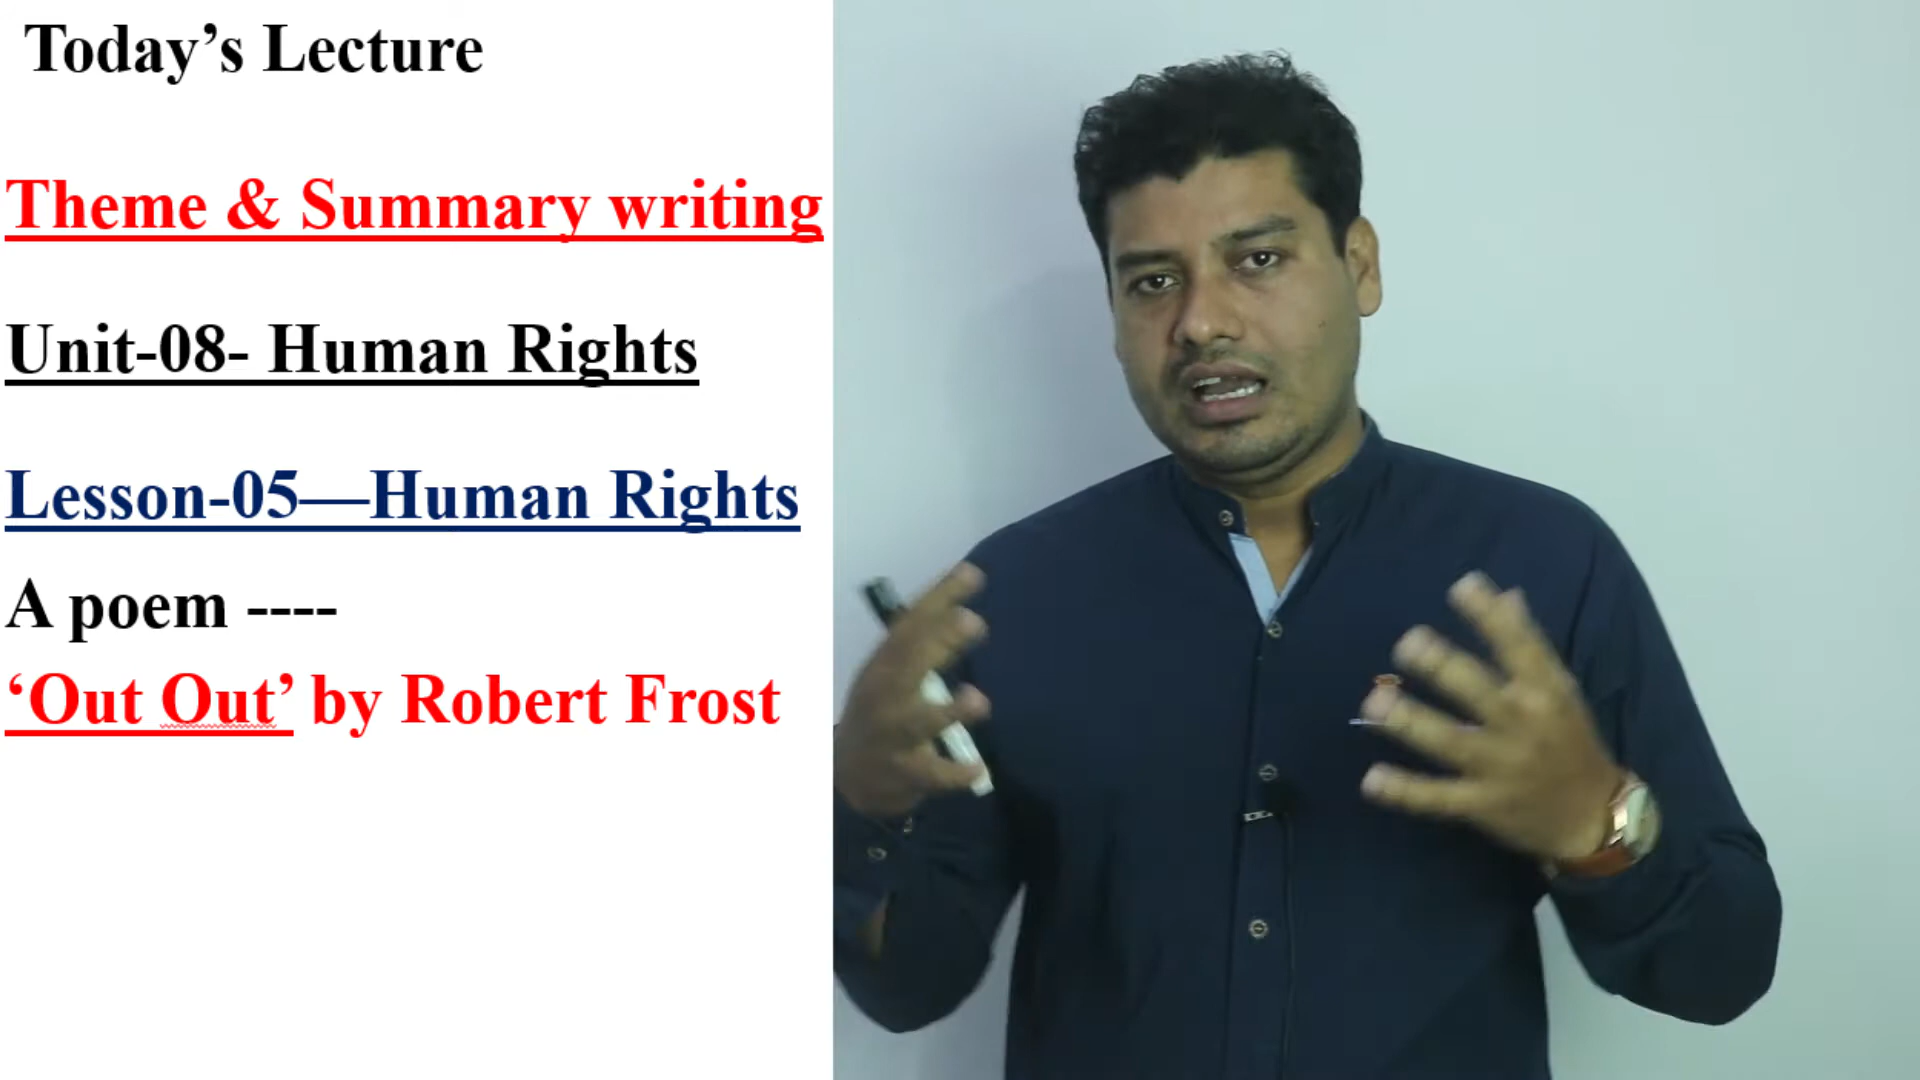 Today’s Lecture
Theme & Summary writing
Unit-08- Human Rights
Lesson-05—Human Rights
A poem ----
‘Out Out’ by Robert Frost